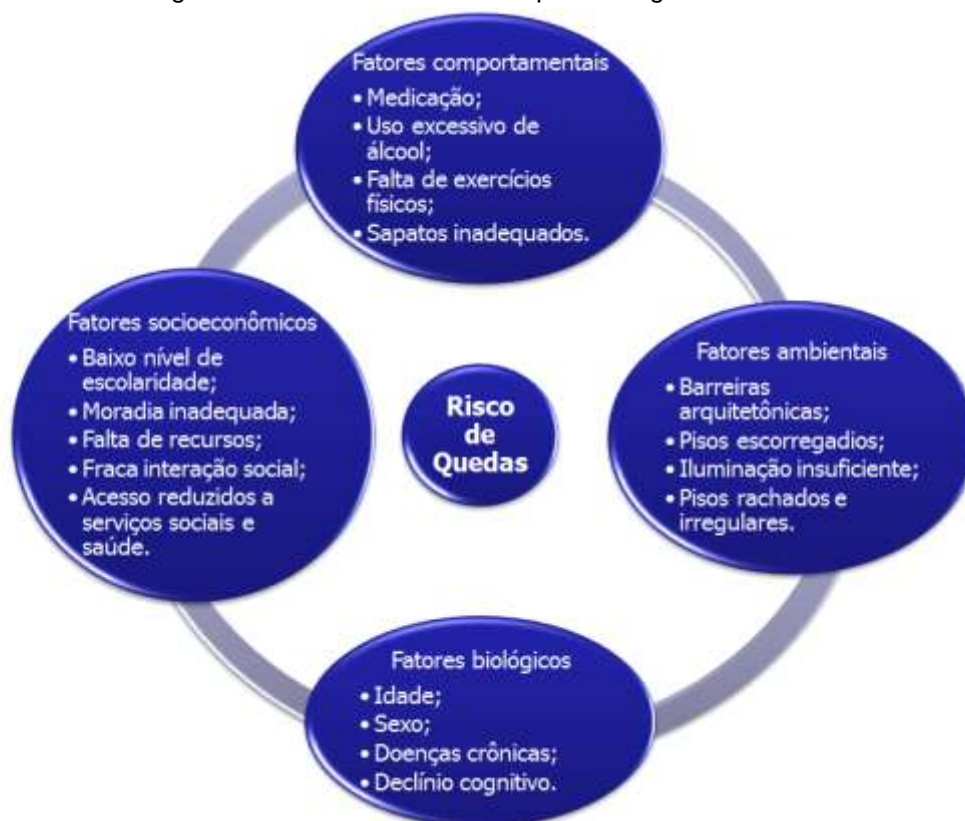 Fatores comportamentais
• Medicação;
• Uso excessivo de
álcool;
• Falta de exercícios
físicos;
• Sapatos inadequados.
Fatores socioeconômicos
• Baixo nível de
escolaridade;
• Moradia inadequada;
• Falta de recursos;
• Fraca interação social;
• Acesso reduzidos a
serviços sociais e
saúde.
Risco
de
Quedas
Fatores ambientais
• Barreiras
arquitetônicas;
• Pisos escorregadios;
• Iluminação insuficiente;
• Pisos rachados e
irregulares.
Fatores biológicos
• Idade;
• Sexo;
• Doenças crônicas;
• Declínio cognitivo.